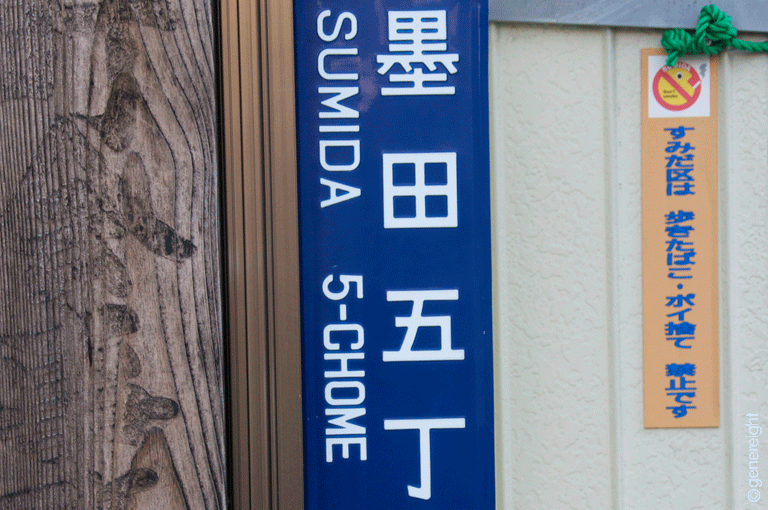 墨田五丁
SUMIDA 5-CHOME
すみだ区は 歩きたばこ・ポイ捨て 禁止です
©genereight